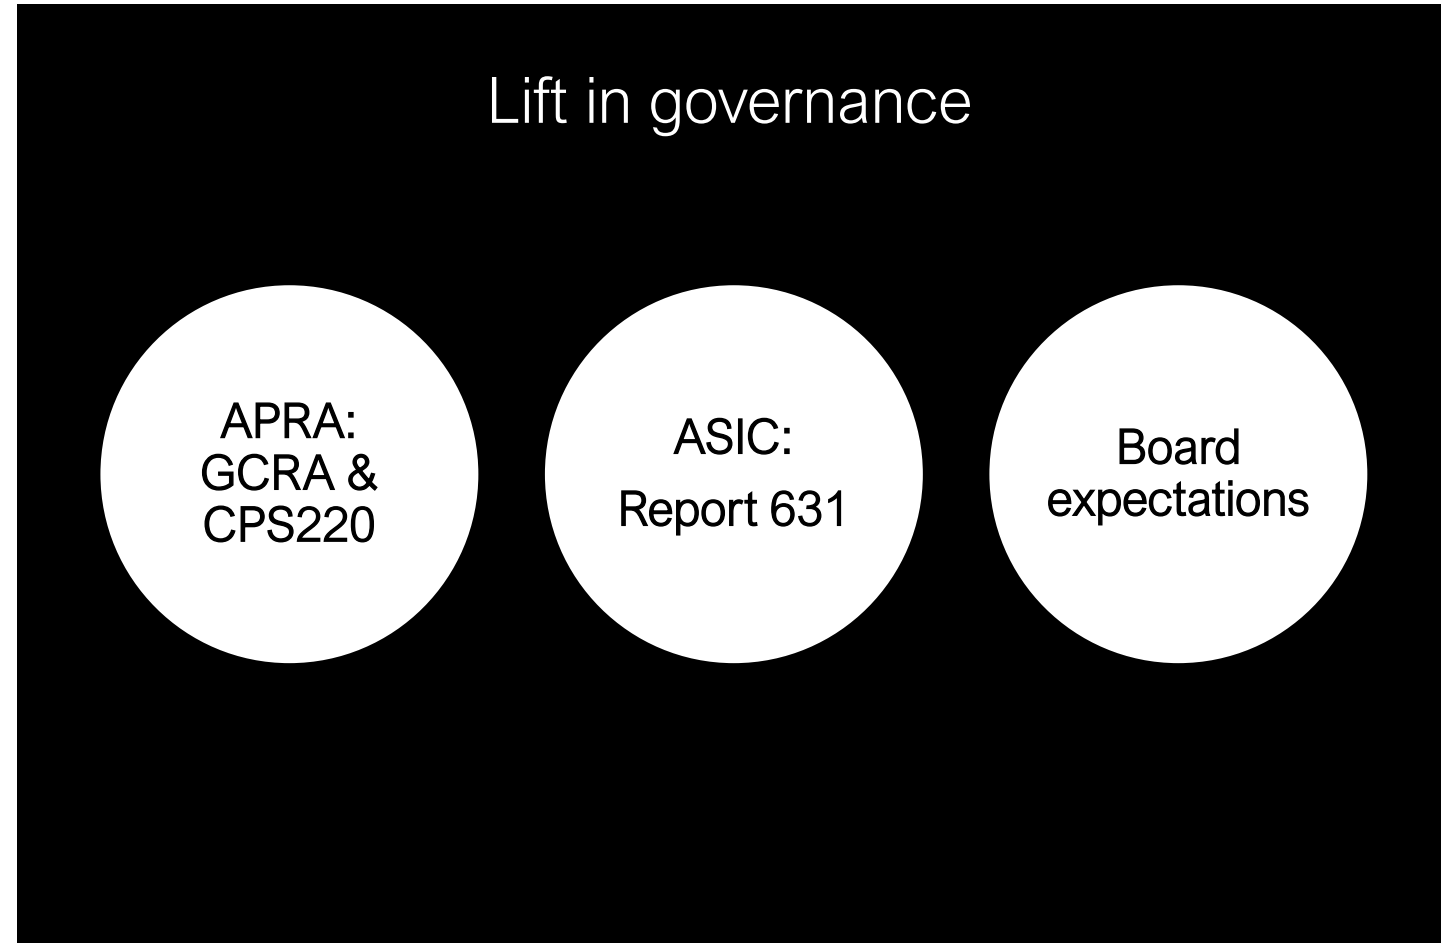 Lift in governance
APRA:
GCRA &
CPS220
ASIC:
Report 631
Board
expectations